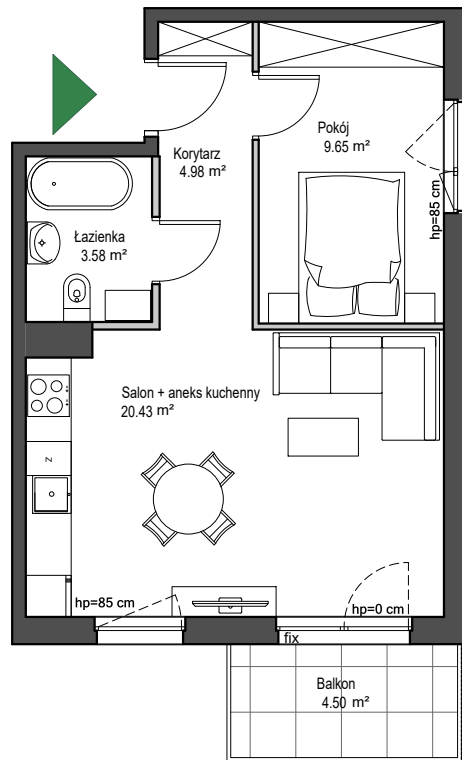 Pokój
9.65 m²
Korytarz
4.98 m²
hp=85 cm
Łazienka
3.58 m²
Salon + aneks kuchenny
20.43 m²
Z
hp=85 cm
hp=0 cm
fix
Balkon
4.50 m²